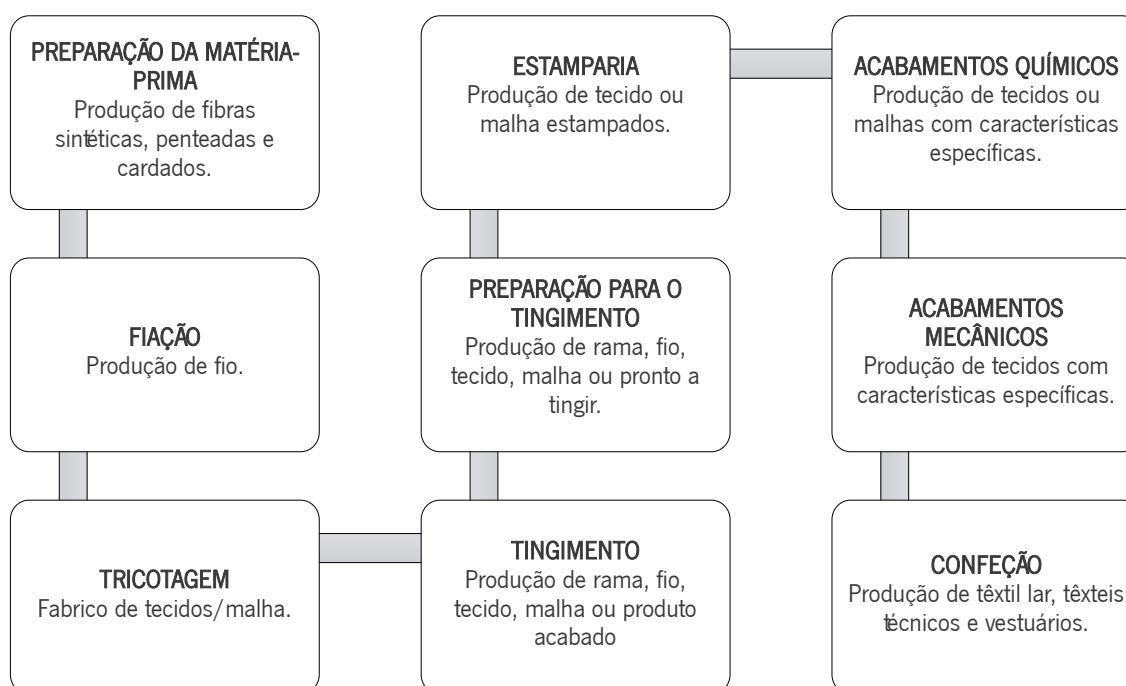 PREPARAÇÃO DA MATÉRIA-
PRIMA
Produção de fibras
sintéticas, penteadas e
cardados.
FIAÇÃO
Produção de fio.
TRICOTAGEM
Fabrico de tecidos/malha.
TINGIMENTO
Produção de rama, fio,
tecido, malha ou produto
acabado
PREPARAÇÃO PARA O
TINGIMENTO
Produção de rama, fio,
tecido, malha ou pronto a
tingir.
ESTAMPARIA
Produção de tecido ou
malha estampados.
ACABAMENTOS QUÍMICOS
Produção de tecidos ou
malhas com características
específicas.
ACABAMENTOS
MECÂNICOS
Produção de tecidos com
características específicas.
CONFEÇÃO
Produção de têxtil lar, têxteis
técnicos e vestuários.